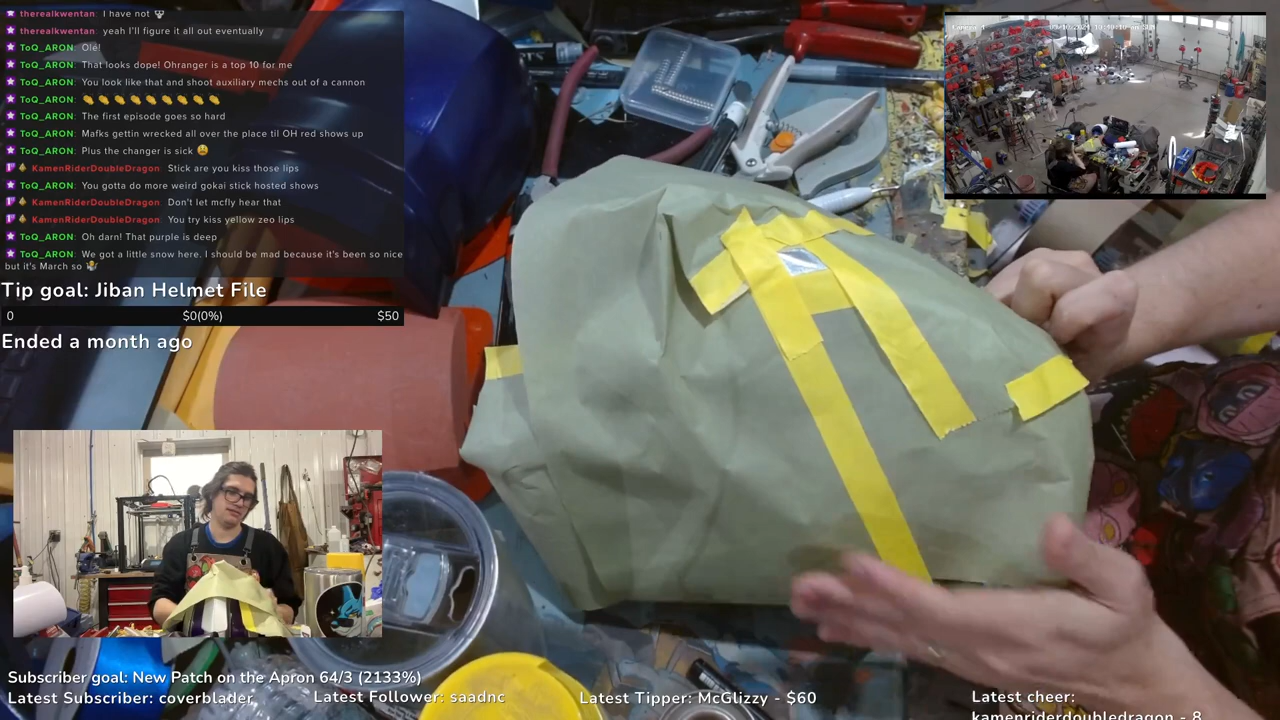 therealkwentan: I have not
therealkwentan: yeah I'll figure it all out eventually
ToQ_ARON: Ole!
ToQ_ARON: That looks dope! Ohranger is a top 10 for me
ToQ_ARON: You look like that and shoot auxiliary mechs out of a cannon
ToQ_ARON: 👏👏👏👏👏👏👏👏👏
ToQ_ARON: The first episode goes so hard
ToQ_ARON: Mafks gettin wrecked all over the place til OH red shows up
ToQ_ARON: Plus the changer is sick 😩
KamenRiderDoubleDragon: Stick are you kiss those lips
ToQ_ARON: You gotta do more weird gokai stick hosted shows
KamenRiderDoubleDragon: Don't let mcfly hear that
KamenRiderDoubleDragon: You try kiss yellow zeo lips
ToQ_ARON: Oh darn! That purple is deep
ToQ_ARON: We got a little snow here. I should be mad because it's been so nice
but it's March so 🤷
Tip goal: Jiban Helmet File
0 $0(0%) $50
Ended a month ago
Subscriber goal: New Patch on the Apron 64/3 (2133%)
Latest Subscriber: coverblader
Latest Follower: saadnc
Latest Tipper: McGlizzy - $60
Latest cheer:
kamenriderdoubledragon - 8